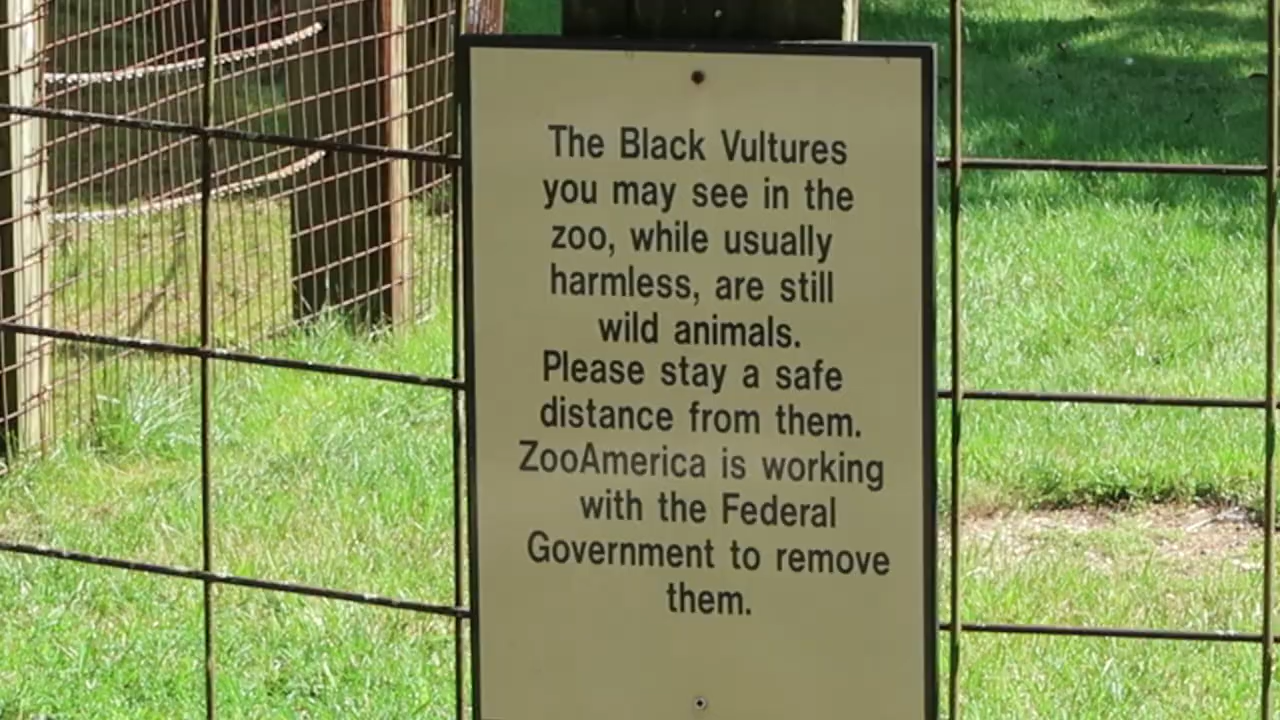 The Black Vultures
you may see in the
zoo, while usually
harmless, are still
wild animals.
Please stay a safe
distance from them.
ZooAmerica is working
with the Federal
Government to remove
them.